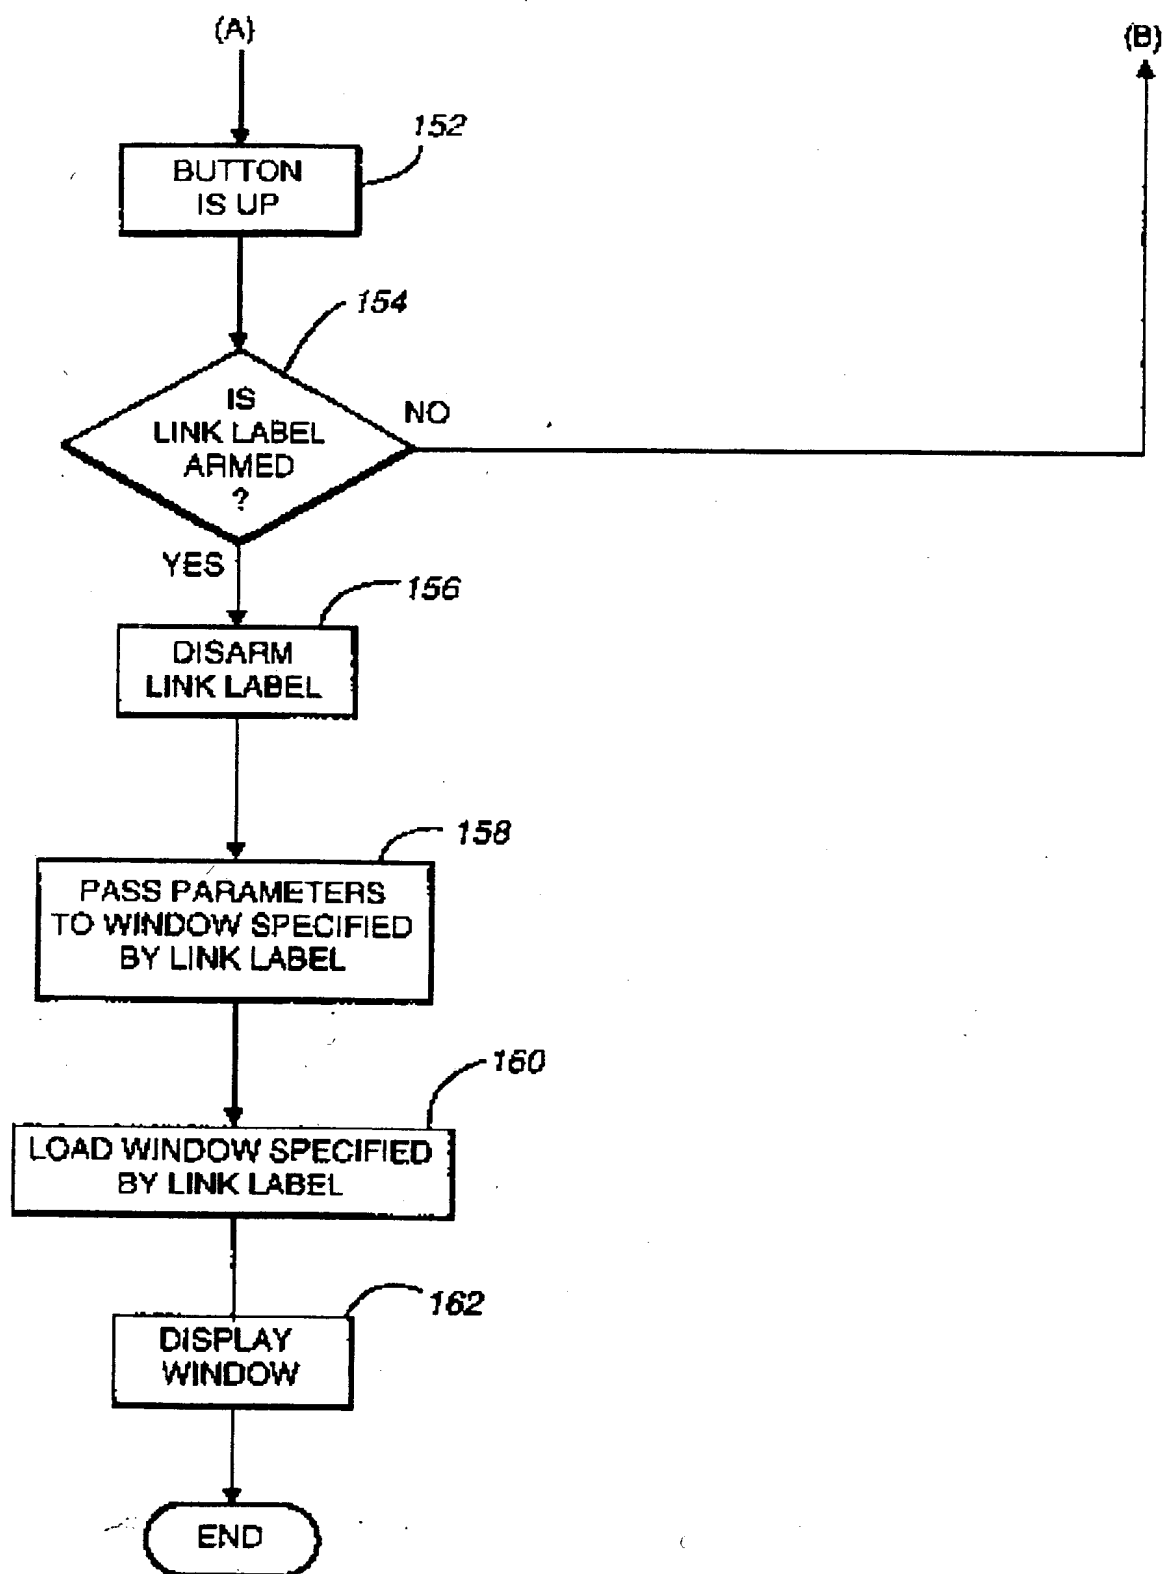 (A)
(B)
152
BUTTON
IS UP
154
IS
LINK LABEL
ARMED
?
NO
YES
156
DISARM
LINK LABEL
158
PASS PARAMETERS
TO WINDOW SPECIFIED
BY LINK LABEL
160
LOAD WINDOW SPECIFIED
BY LINK LABEL
162
DISPLAY
WINDOW
END